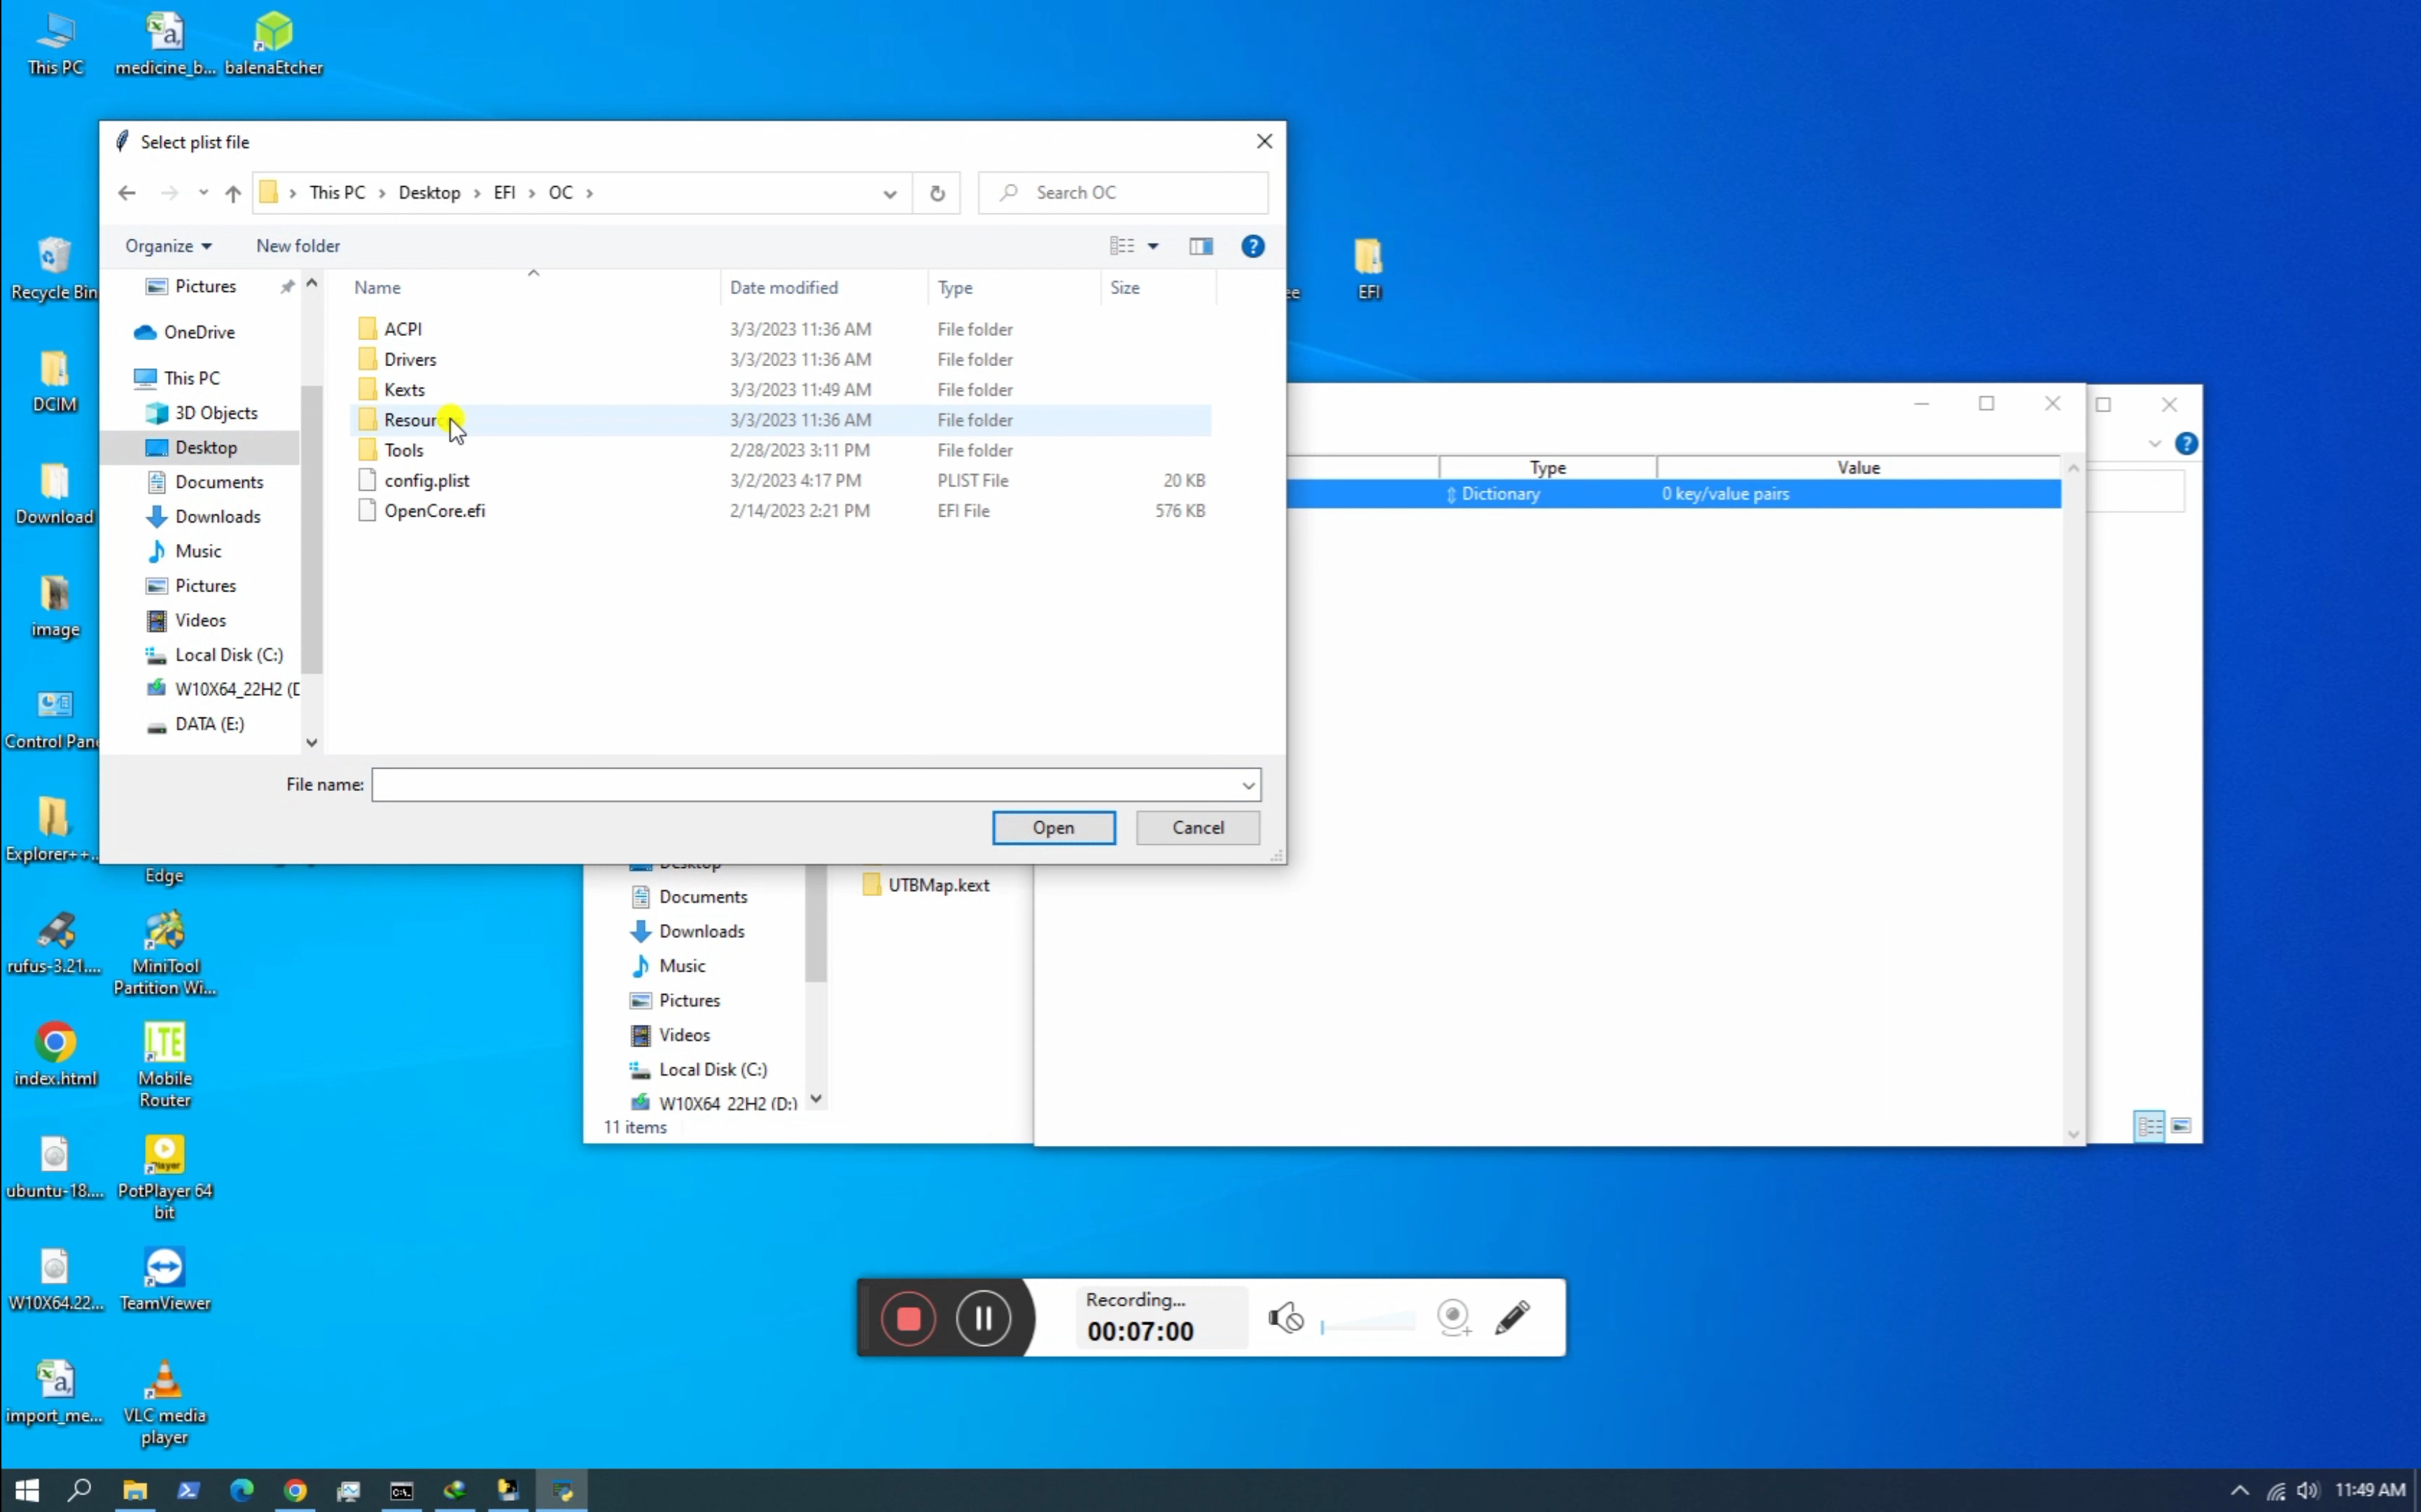 This PC
medicine_b...
balenaEtcher
Select plist file
This PC
Desktop
EFI
OC
Search OC
Organize
New folder
Pictures
OneDrive
This PC
3D Objects
Desktop
Documents
Downloads
Music
Pictures
Videos
Local Disk (C:)
W10X64_22H2 (D
DATA (E:)
Name Date modified Type Size
ACPI 3/3/2023 11:36 AM File folder
Drivers 3/3/2023 11:36 AM File folder
Kexts 3/3/2023 11:49 AM File folder
Resour 3/3/2023 11:36 AM File folder
Tools 2/28/2023 3:11 PM File folder
config.plist 3/2/2023 4:17 PM PLIST File 20 KB
OpenCore.efi 2/14/2023 2:21 PM EFI File 576 KB
File name:
Open
Cancel
EFI
Type Value
Dictionary 0 key/value pairs
Recycle Bin
DCIM
Download
image
Control Pan
Explorer++...
Edge
rufus-3.21....
MiniTool
Partition Wi...
index.html
LTE
Mobile
Router
ubuntu-18....
Player
PotPlayer 64
bit
W10X64.22...
TeamViewer
import_me...
VLC media
player
Desktop
Documents
Downloads
Music
Pictures
Videos
Local Disk (C:)
W10X64_22H2 (D:)
11 items
UTBMap.kext
Recording...
00:07:00
11:49 AM